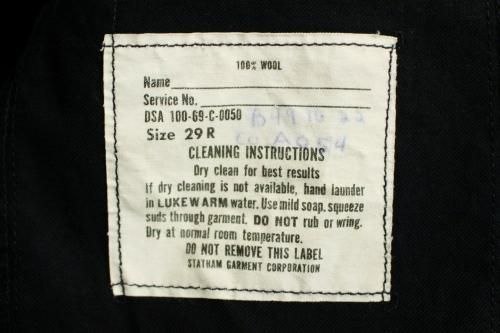 100% WOOL
Name
Service No.
DSA 100-69-C-0050
Size 29R
CLEANING INSTRUCTIONS
Dry clean for best results
If dry cleaning is not available, hand launder
in LUKEWARM water. Use mild soap, squeeze
suds through garment. DO NOT rub or wring.
Dry at normal room temperature.
DO NOT REMOVE THIS LABEL
STATHAM GARMENT CORPORATION